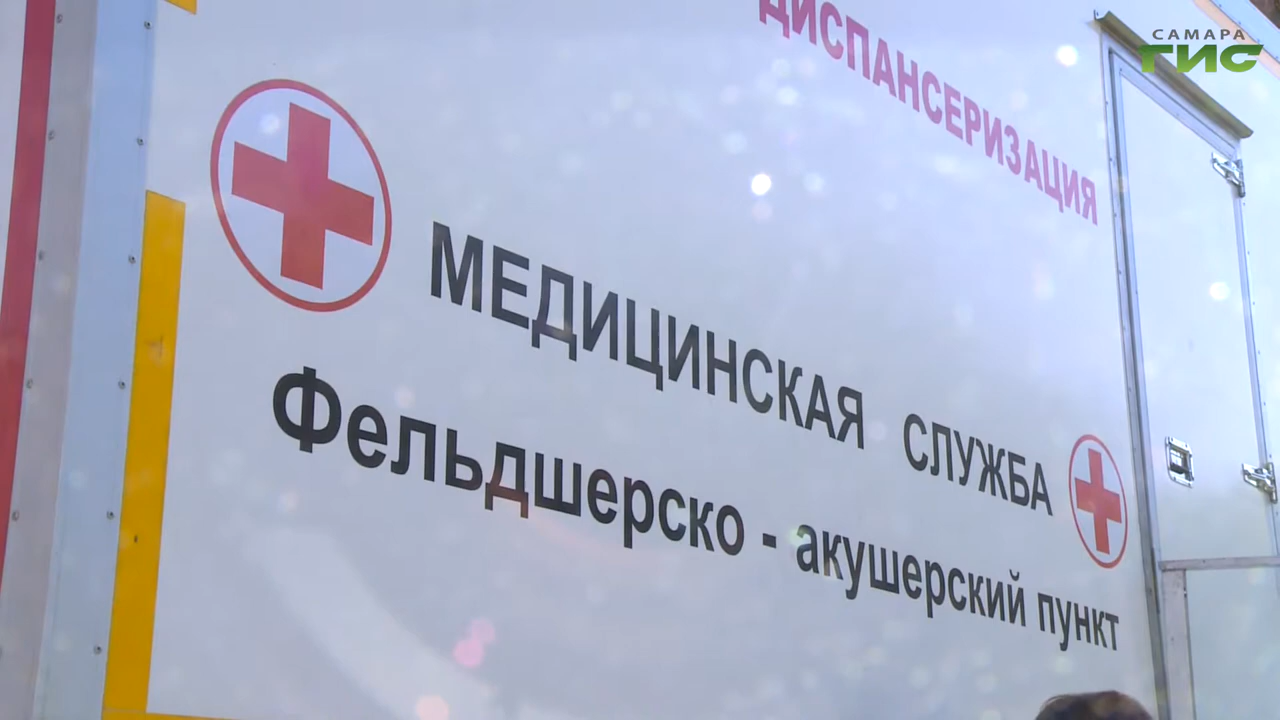 САМАРА
ГИС
ДИСПАНСЕРИЗАЦИЯ
МЕДИЦИНСКАЯ СЛУЖБА
Фельдшерско - акушерский пункт